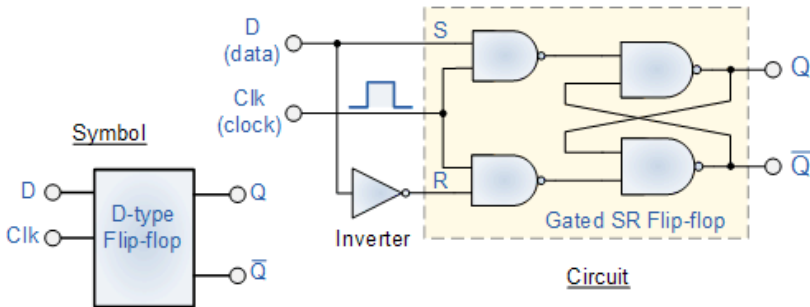 D
(data)
S
Q
Clk
(clock)
Symbol
D
Q
D-type
Flip-flop
Clk
Q̅
R
Inverter
Q̅
Gated SR Flip-flop
Circuit